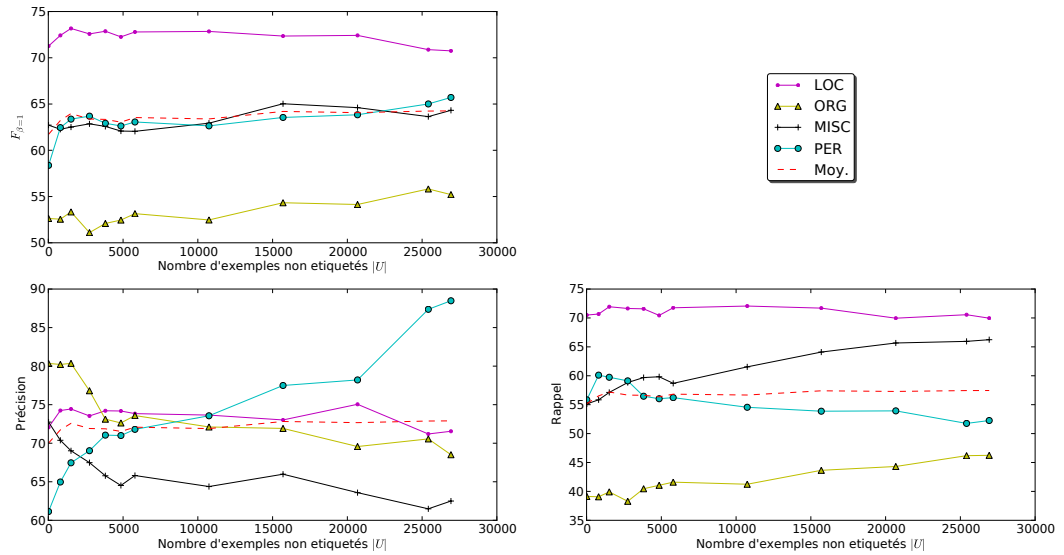 75
70
65
60
55
50
F_{β=1}
0 5000 10000 15000 20000 25000 30000
Nombre d'exemples non etiquetés |U|
LOC
ORG
MISC
PER
Moy.
90
85
80
75
70
65
60
Précision
0 5000 10000 15000 20000 25000 30000
Nombre d'exemples non etiquetés |U|
75
70
65
60
55
50
45
40
35
Rappel
0 5000 10000 15000 20000 25000 30000
Nombre d'exemples non etiquetés |U|